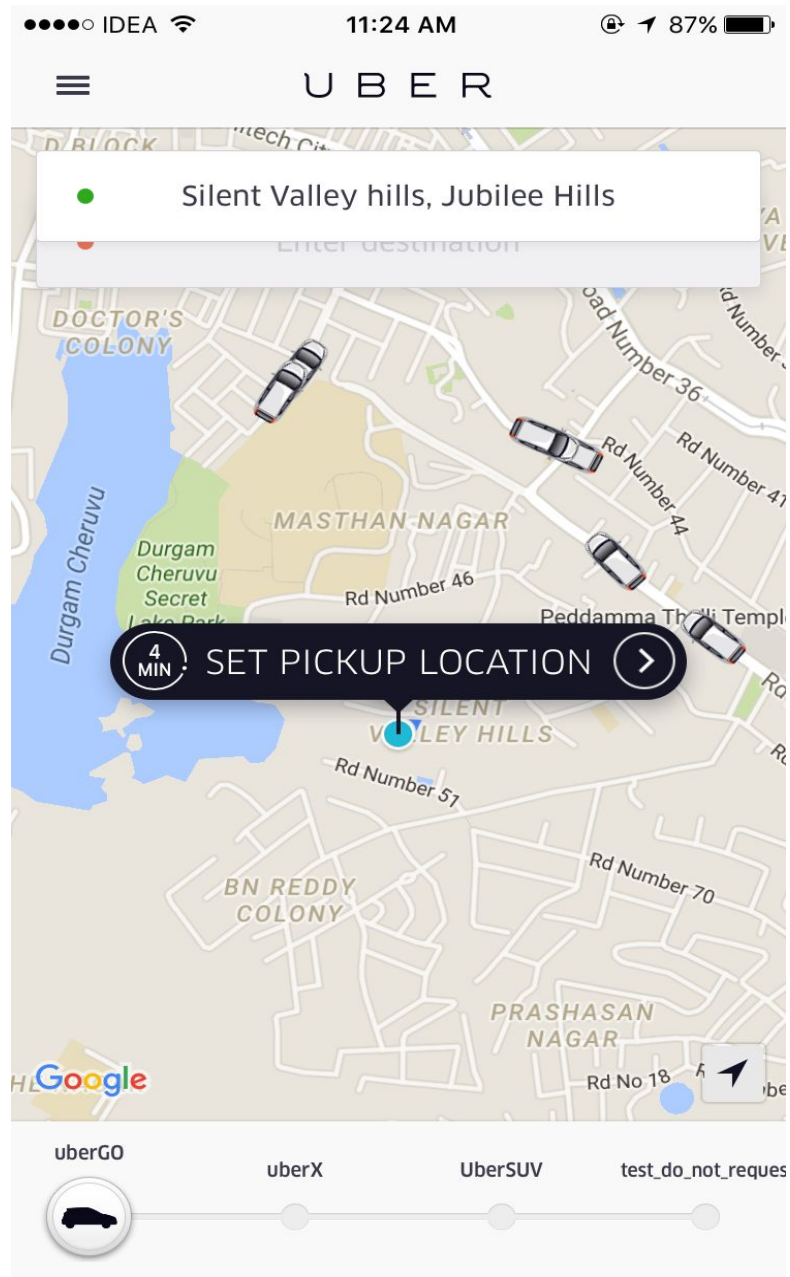 IDEA
11:24 AM
87%
UBER
D BLOCK
Silent Valley hills, Jubilee Hills
Enter destination
DOCTOR'S
COLONY
Number 36
Rd Number 41
Rd Number 44
MASTHAN NAGAR
Durgam Cheruvu
Durgam
Cheruvu
Secret
Lake Park
Rd Number 46
Peddamma
4
MIN
SET PICKUP LOCATION
SILENT
VALLEY HILLS
Rd Number 51
Rd Number 70
BN REDDY
COLONY
PRASHASAN
NAGAR
Google
Rd No 18
uberGO
uberX
UberSUV
test_do_not_reques